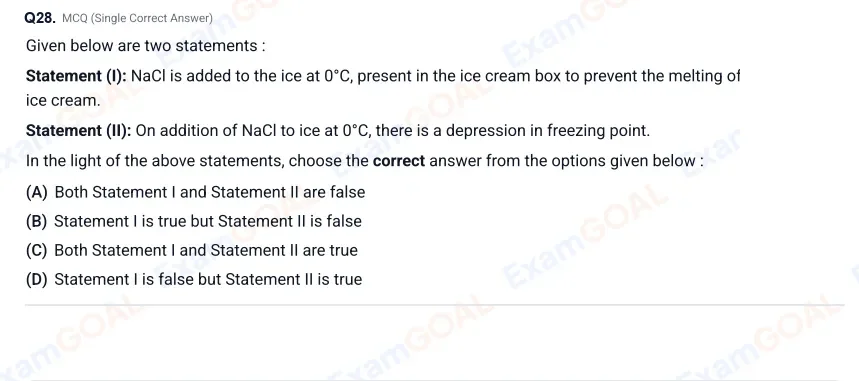 Q28. MCQ (Single Correct Answer)
Given below are two statements :
Statement (I): NaCl is added to the ice at 0°C, present in the ice cream box to prevent the melting of
ice cream.
Statement (II): On addition of NaCl to ice at 0°C, there is a depression in freezing point.
In the light of the above statements, choose the correct answer from the options given below :
(A) Both Statement I and Statement II are false
(B) Statement I is true but Statement II is false
(C) Both Statement I and Statement II are true
(D) Statement I is false but Statement II is true
ExamGOAL